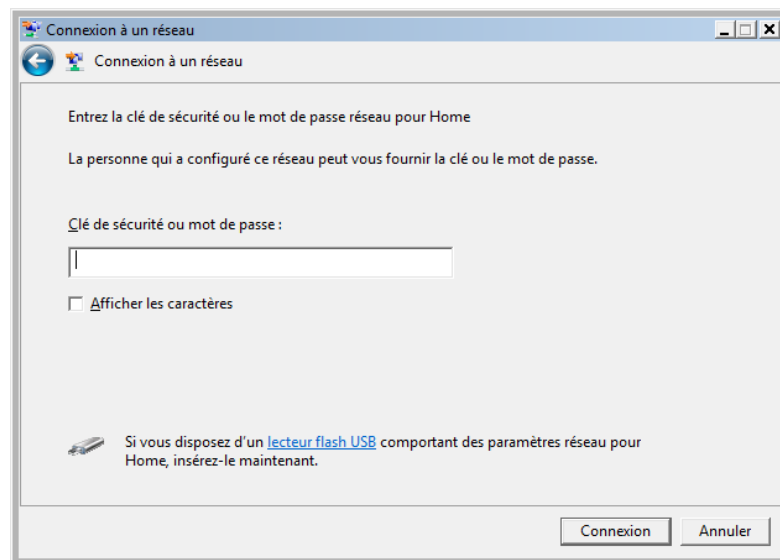 Connexion à un réseau
Connexion à un réseau
Entrez la clé de sécurité ou le mot de passe réseau pour Home
La personne qui a configuré ce réseau peut vous fournir la clé ou le mot de passe.
Clé de sécurité ou mot de passe :
Afficher les caractères
Si vous disposez d'un lecteur flash USB comportant des paramètres réseau pour
Home, insérez-le maintenant.
Connexion
Annuler